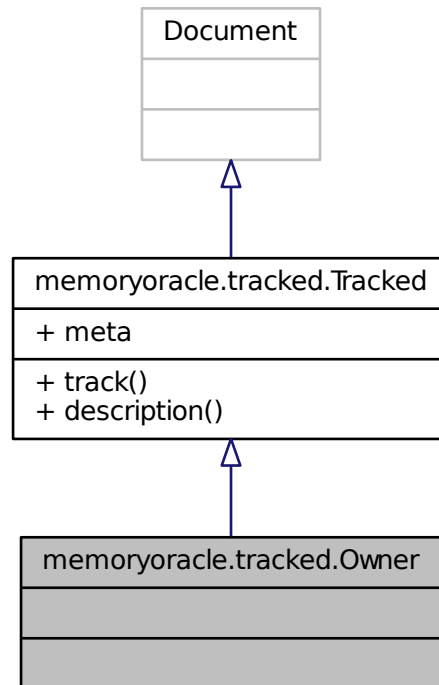 Document
memoryoracle.tracked.Tracked
+ meta
+ track()
+ description()
memoryoracle.tracked.Owner